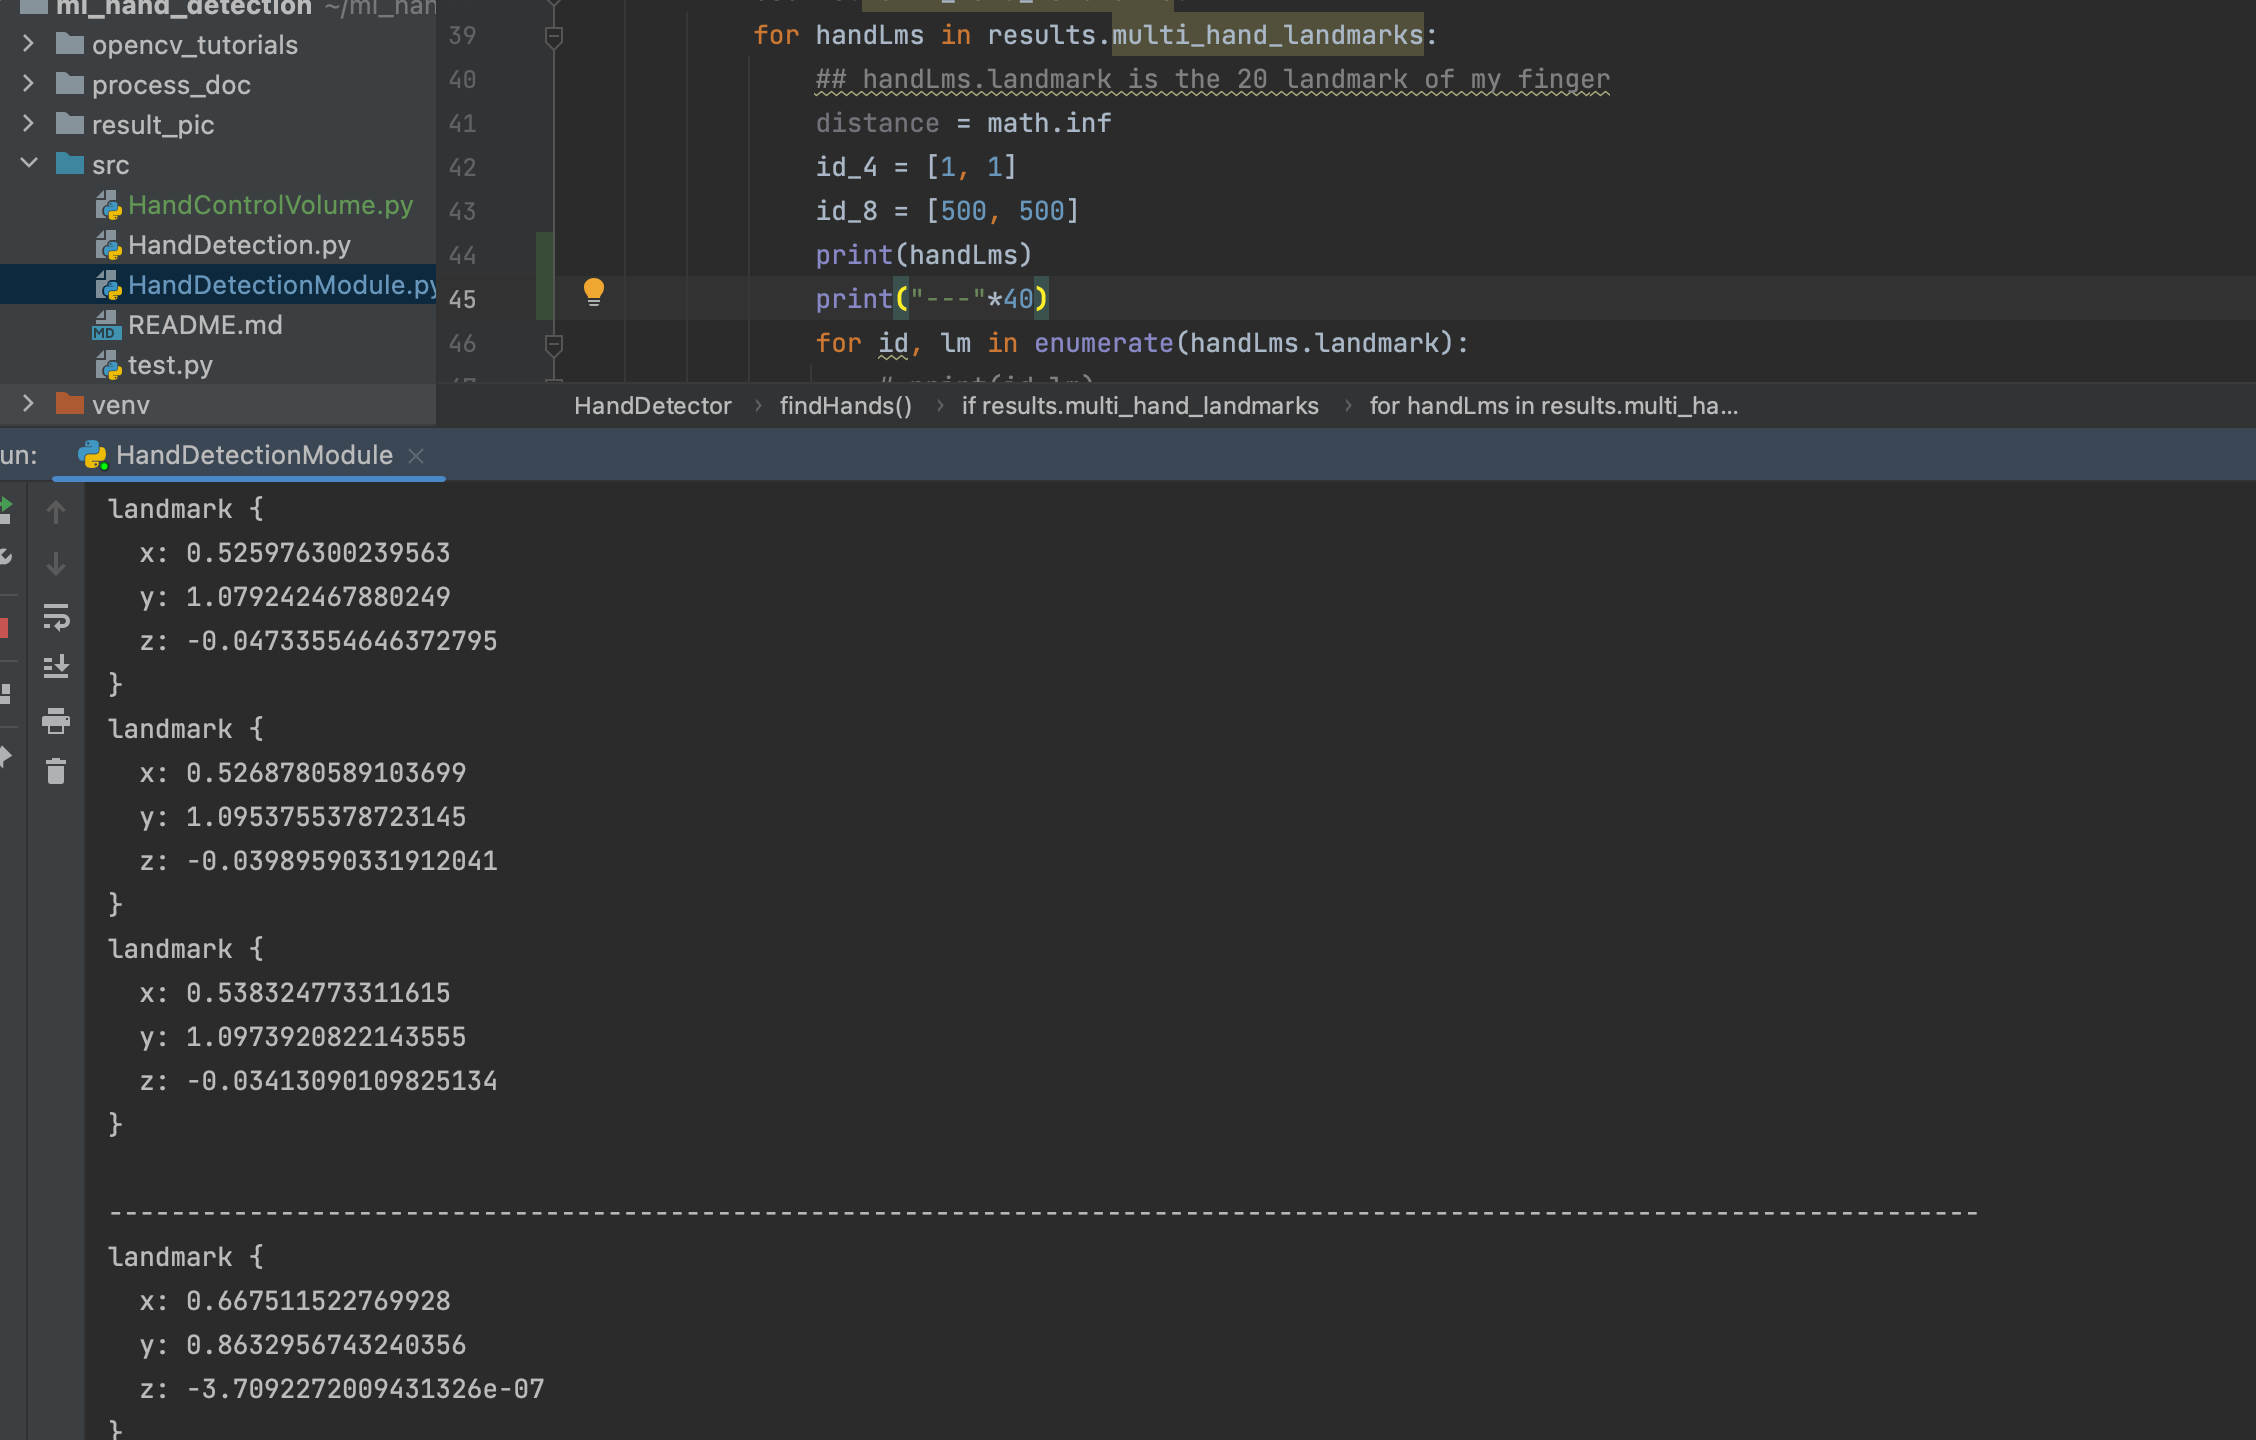 ml_hand_detection ~/ml_han
opencv_tutorials
process_doc
result_pic
src
HandControlVolume.py
HandDetection.py
HandDetectionModule.py
README.md
test.py
venv
39 for handLms in results.multi_hand_landmarks:
40 ## handLms.landmark is the 20 landmark of my finger
41 distance = math.inf
42 id_4 = [1, 1]
43 id_8 = [500, 500]
44 print(handLms)
45 print("---"*40)
46 for id, lm in enumerate(handLms.landmark):
# print(id,lm)
HandDetector › findHands() › if results.multi_hand_landmarks › for handLms in results.multi_ha...
un: HandDetectionModule ×
landmark {
x: 0.525976300239563
y: 1.079242467880249
z: -0.04733554646372795
}
landmark {
x: 0.5268780589103699
y: 1.0953755378723145
z: -0.03989590331912041
}
landmark {
x: 0.538324773311615
y: 1.0973920822143555
z: -0.03413090109825134
}
------------------------------------------------------------------------------------------------------------------------
landmark {
x: 0.667511522769928
y: 0.8632956743240356
z: -3.7092272009431326e-07
}